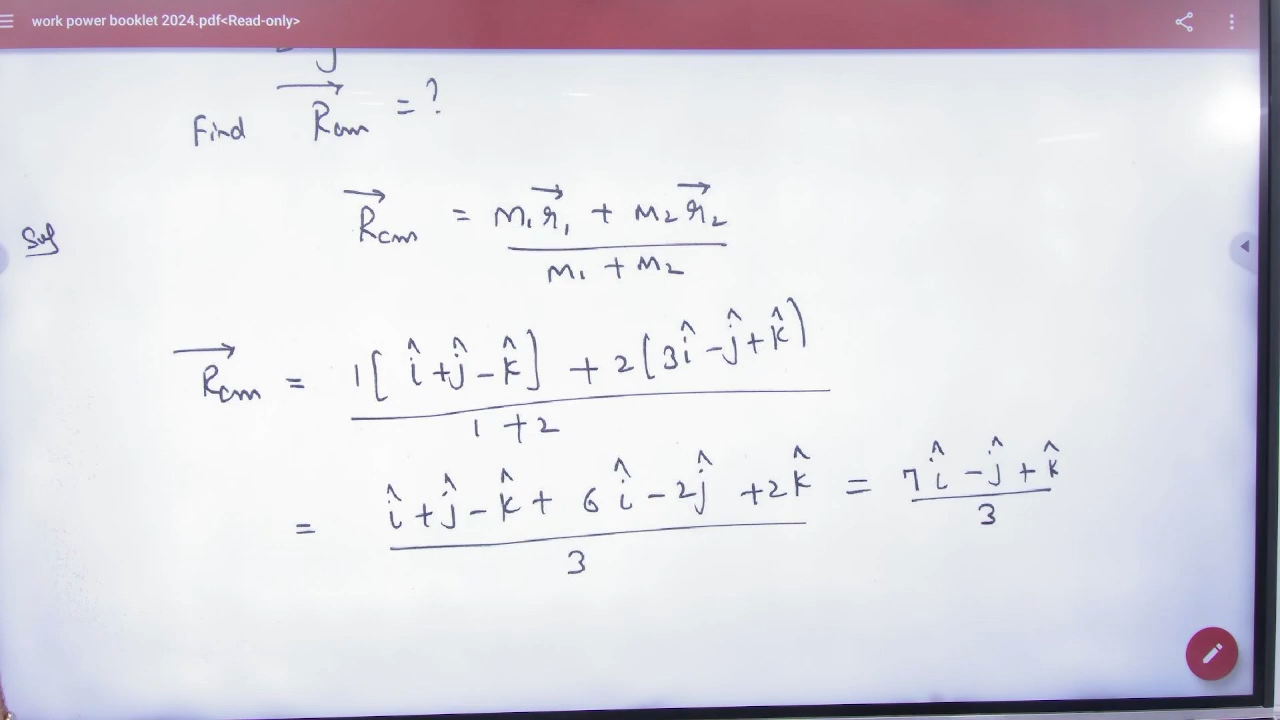 work power booklet 2024.pdf<Read-only>
Find R⃗cm = ?
Sol
R⃗cm = m₁r⃗₁ + m₂r⃗₂
m₁ + m₂
R⃗cm = 1[î+ĵ-k̂] + 2(3î-ĵ+k̂)
1+2
= î+ĵ-k̂+ 6î-2ĵ +2k̂ = 7î-ĵ+k̂
3 3